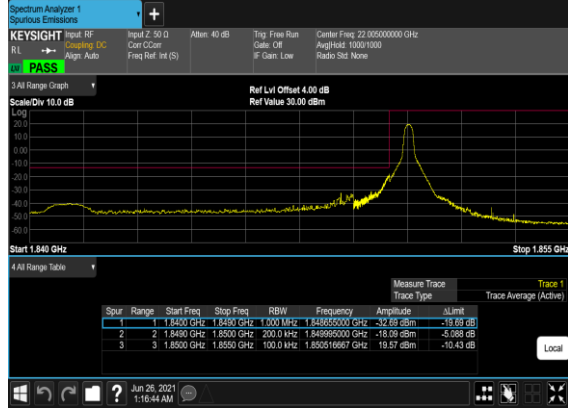 Spectrum Analyzer 1
Spurious Emissions
+
KEYSIGHT Input: RF Input Z: 50 Ω Atten: 40 dB Trig: Free Run Center Freq: 22.005000000 GHz
RL Coupling: DC Corr CCorr Gate: Off Avg|Hold: 1000/1000
Align: Auto Freq Ref: Int (S) IF Gain: Low Radio Std: None
PASS
3 All Range Graph
Ref Lvl Offset 4.00 dB
Scale/Div 10.0 dB Ref Value 30.00 dBm
Log
20.0
10.0
0.00
-10.0
-20.0
-30.0
-40.0
-50.0
-60.0
Start 1.840 GHz Stop 1.855 GHz
4 All Range Table
Measure Trace Trace 1
Trace Type Trace Average (Active)
Spur Range Start Freq Stop Freq RBW Frequency Amplitude ΔLimit
1 1 1.8400 GHz 1.8490 GHz 1.000 MHz 1.848655000 GHz -32.69 dBm -19.69 dB
2 2 1.8490 GHz 1.8500 GHz 200.0 kHz 1.849995000 GHz -18.09 dBm -5.088 dB
3 3 1.8500 GHz 1.8550 GHz 100.0 kHz 1.850516667 GHz 19.57 dBm -10.43 dB
Local
? Jun 26, 2021
1:16:44 AM